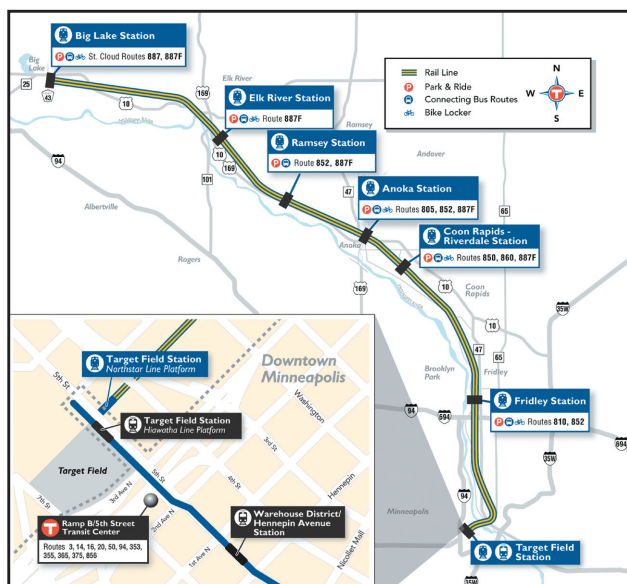 Big Lake Station
St. Cloud Routes 887, 887F
Big
Lake
25
43
10
169
Elk River
Elk River Station
Route 887F
Rail Line
Park & Ride
Connecting Bus Routes
Bike Locker
N
W
E
S
T
94
101
10
169
Ramsey
Ramsey Station
Route 852, 887F
Andover
47
65
Albertville
Anoka Station
Routes 805, 852, 887F
Rogers
Anoka
169
Coon Rapids -
Riverdale Station
Routes 850, 860, 887F
10
Coon
Rapids
10
35W
47
65
Brooklyn
Park
Fridley
Fridley Station
Routes 810, 852
94
694
694
35W
94
Minneapolis
Target Field
Station
35W
5th St
Target Field Station
Northstar Line Platform
Downtown
Minneapolis
Target Field Station
Hiawatha Line Platform
Washington
3rd St
Target Field
5th St
4th St
7th St
3rd Ave N
Hennepin
Ramp B/5th Street
Transit Center
Routes 3, 14, 16, 20, 50, 94, 353,
355, 365, 375, 856
2nd Ave N
1st Ave N
Warehouse District/
Hennepin Avenue
Station
Nicollet Mall